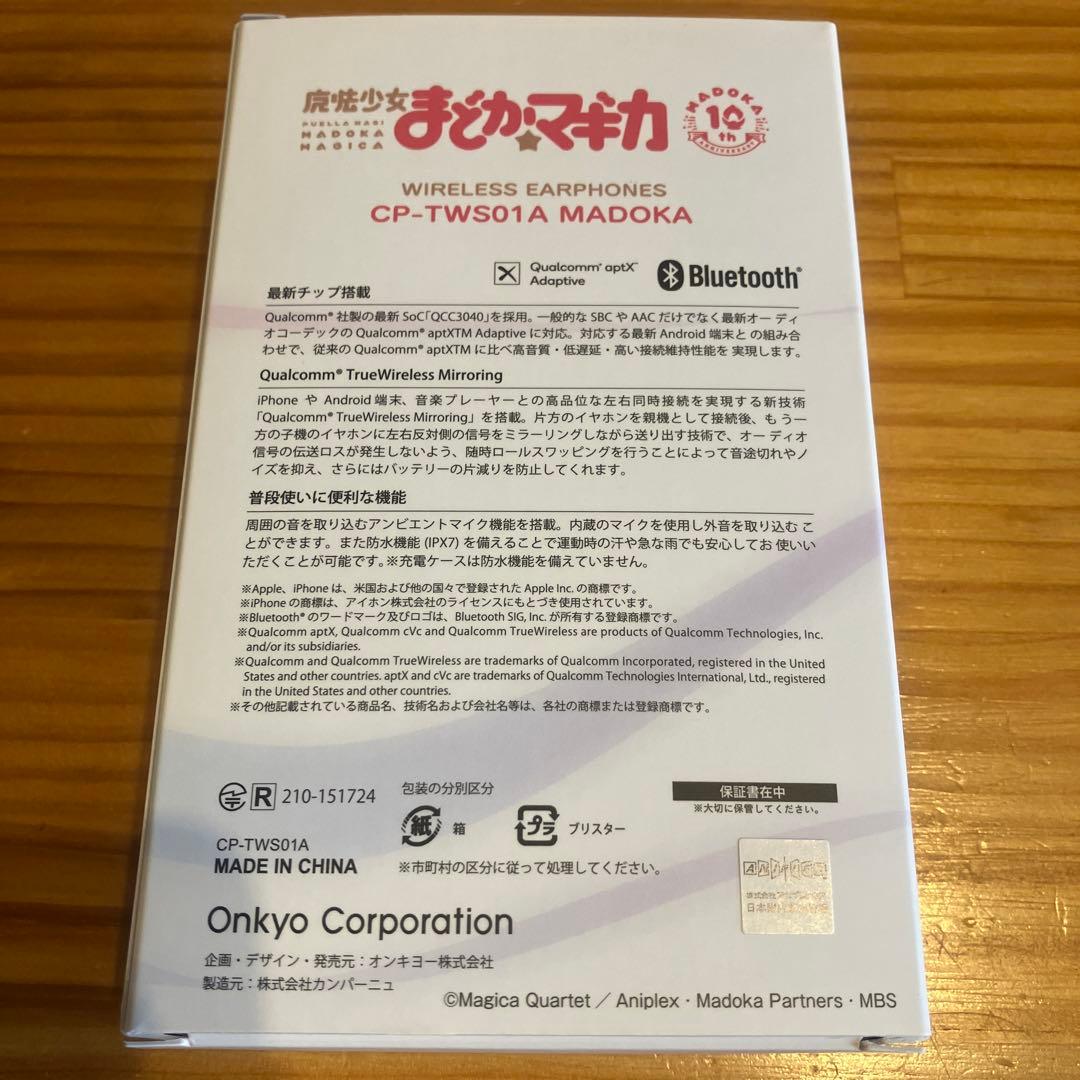 魔法少女
まどか★マギカ
PUELLA MAGI
MADOKA
MAGICA
MADOKA
10
th
ANNIVERSARY
WIRELESS EARPHONES
CP-TWS01A MADOKA
Qualcomm® aptX™
Adaptive
Bluetooth®
最新チップ搭載
Qualcomm® 社製の最新 SoC「QCC3040」を採用。一般的な SBC や AAC だけでなく最新オー ディ
オコーデックの Qualcomm® aptXTM Adaptive に対応。対応する最新 Android 端末と の組み合
わせで、従来の Qualcomm® aptXTM に比べ高音質・低遅延・高い接続維持性能を 実現します。
Qualcomm® TrueWireless Mirroring
iPhone や Android 端末、音楽プレーヤーとの高品位な左右同時接続を実現する新技術
「Qualcomm® TrueWireless Mirroring」を搭載。片方のイヤホンを親機として接続後、も う一
方の子機のイヤホンに左右反対側の信号をミラーリングしながら送り出す技術で、オー ディオ
信号の伝送ロスが発生しないよう、随時ロールスワッピングを行うことによって音途切れやノ
イズを抑え、さらにはバッテリーの片減りを防止してくれます。
普段使いに便利な機能
周囲の音を取り込むアンビエントマイク機能を搭載。内蔵のマイクを使用し外音を取り込む こ
とができます。また防水機能 (IPX7) を備えることで運動時の汗や急な雨でも安心してお 使いい
ただくことが可能です。※充電ケースは防水機能を備えていません。
※Apple、iPhone は、米国および他の国々で登録された Apple Inc. の商標です。
※iPhone の商標は、アイホン株式会社のライセンスにもとづき使用されています。
※Bluetooth® のワードマーク及びロゴは、Bluetooth SIG, Inc. が所有する登録商標です。
※Qualcomm aptX, Qualcomm cVc and Qualcomm TrueWireless are products of Qualcomm Technologies, Inc.
and/or its subsidiaries.
※Qualcomm and Qualcomm TrueWireless are trademarks of Qualcomm Incorporated, registered in the United
States and other countries. aptX and cVc are trademarks of Qualcomm Technologies International, Ltd., registered
in the United States and other countries.
※その他記載されている商品名、技術名および会社名等は、各社の商標または登録商標です。
R 210-151724
包装の分別区分
紙 箱
プラ ブリスター
※市町村の区分に従って処理してください。
保証書在中
※大切に保管してください。
CP-TWS01A
MADE IN CHINA
ANIPLEX
Onkyo Corporation
企画・デザイン・発売元：オンキヨー株式会社
製造元：株式会社カンパーニュ
©Magica Quartet／Aniplex・Madoka Partners・MBS